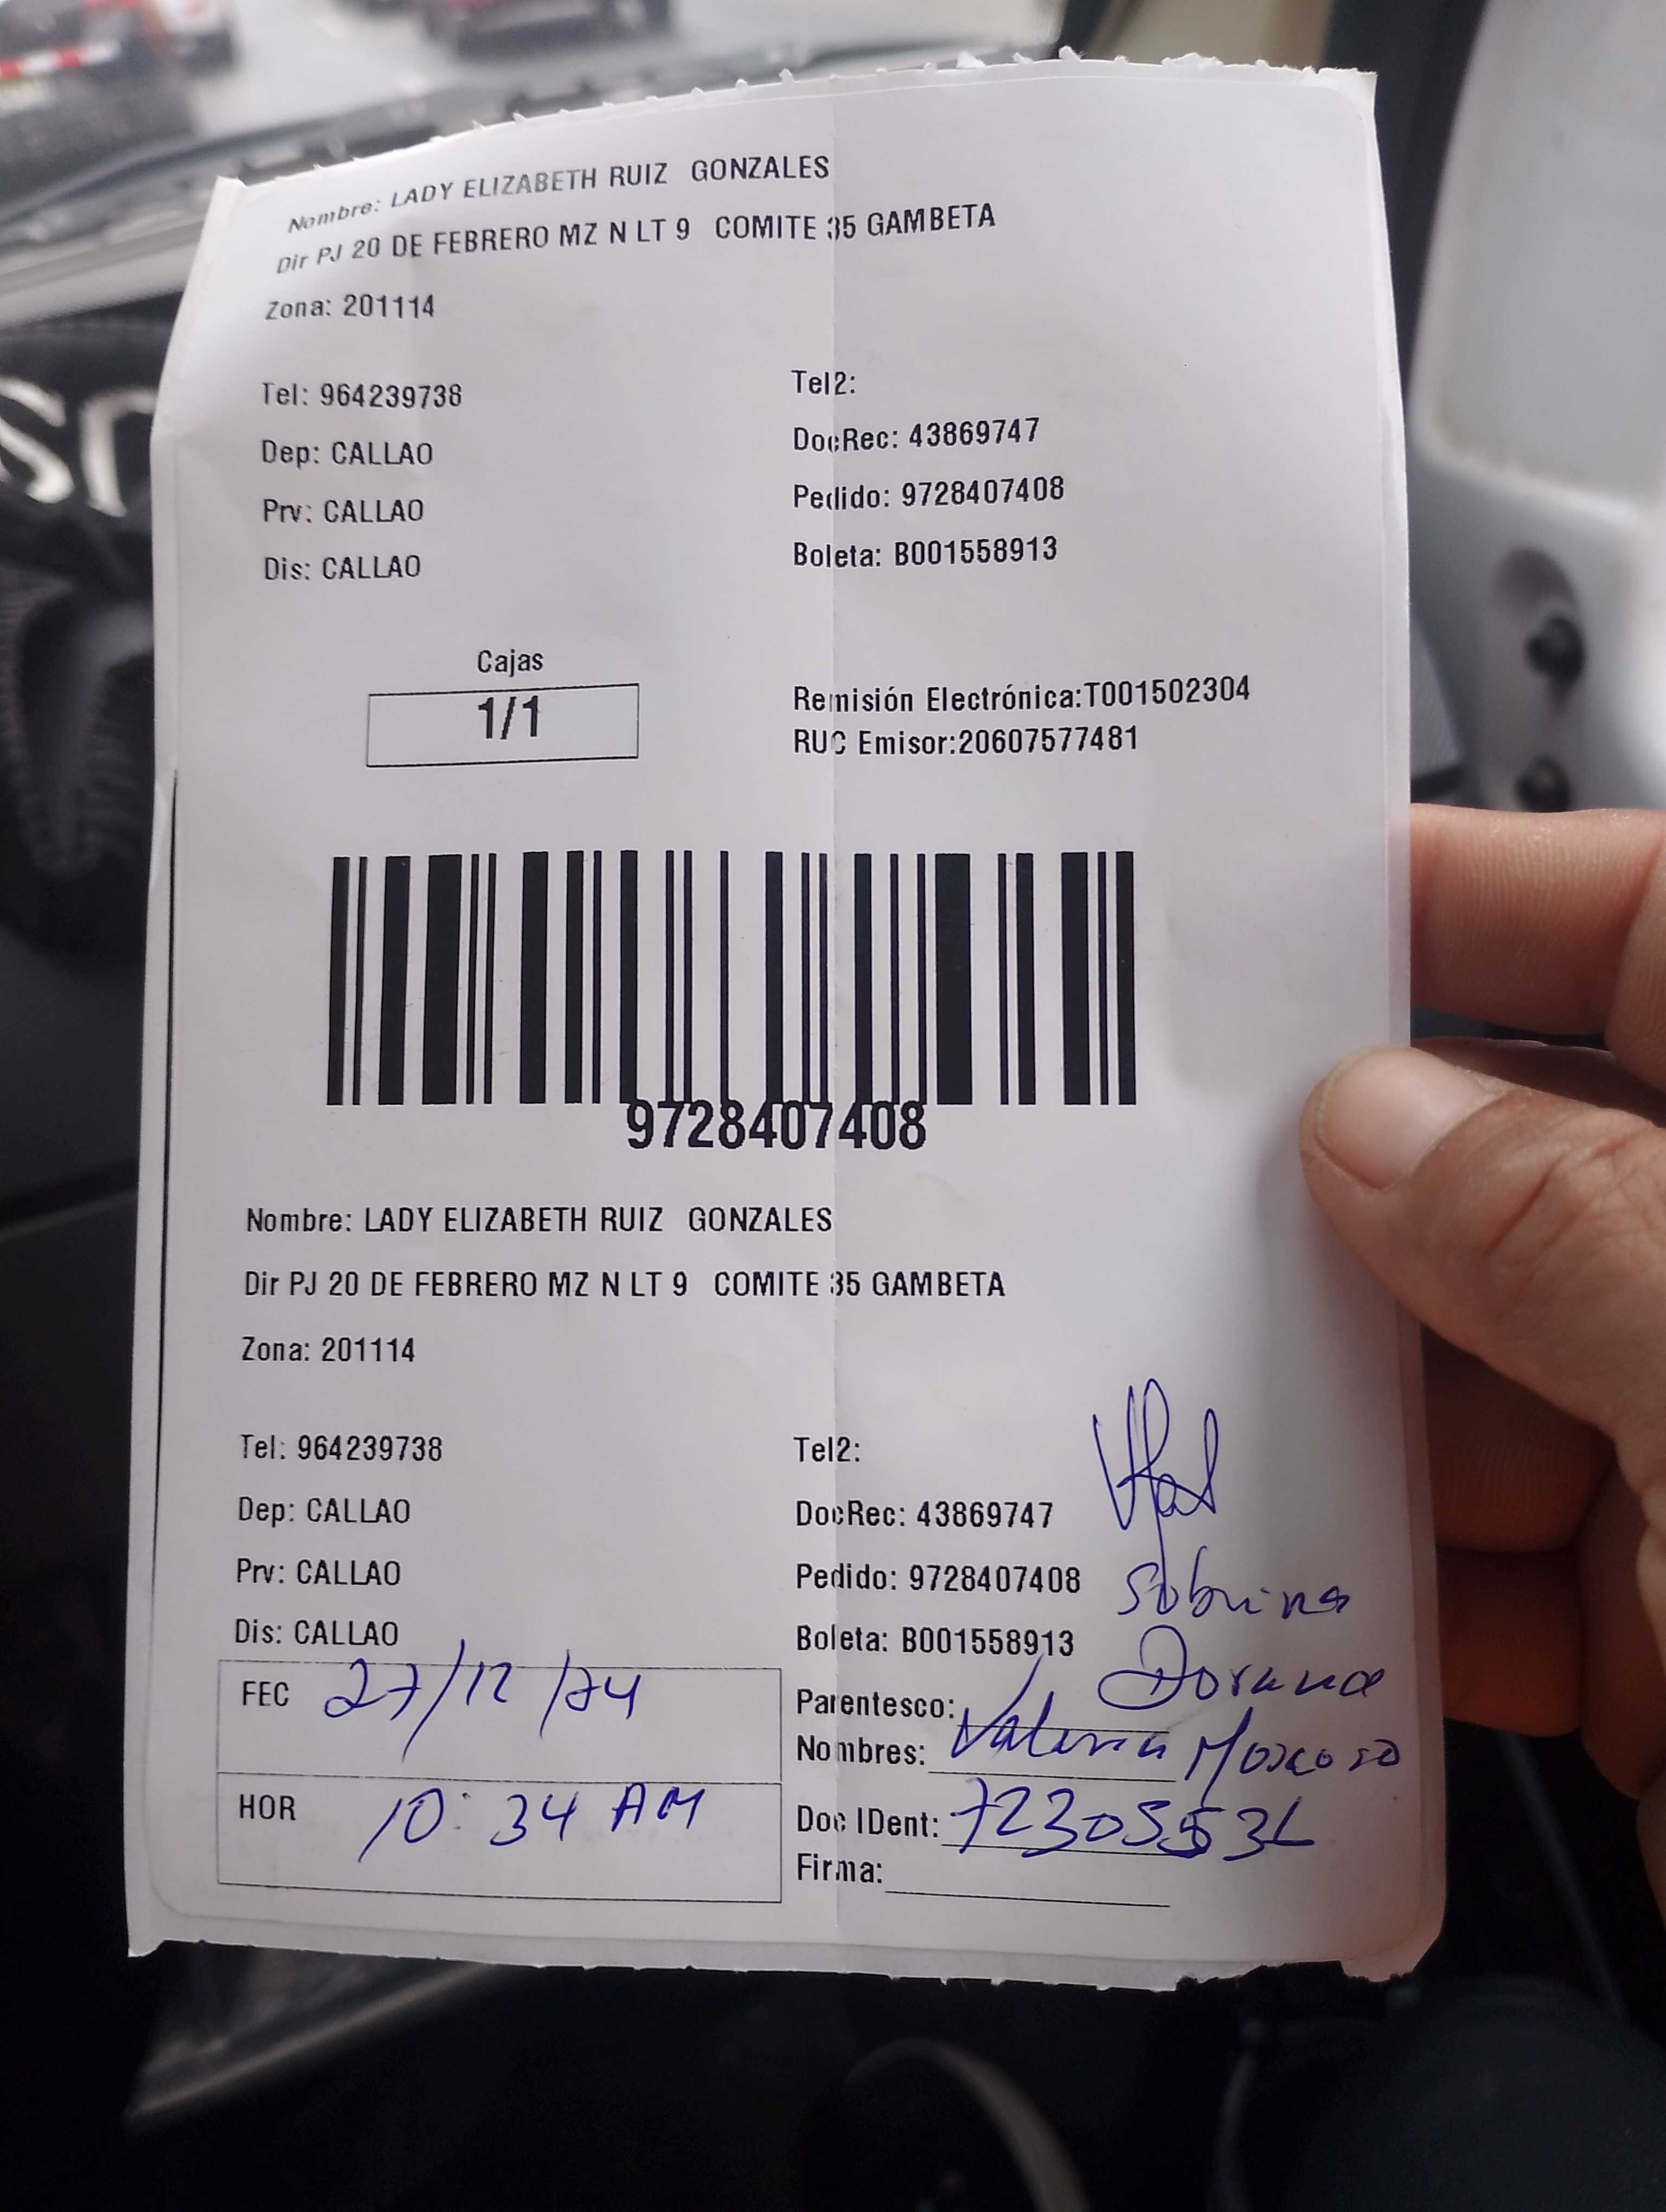 Nombre: LADY ELIZABETH RUIZ GONZALES
Dir PJ 20 DE FEBRERO MZ N LT 9 COMITE 35 GAMBETA
Zona: 201114
Tel: 964239738
Tel2:
Dep: CALLAO
DocRec: 43869747
Prv: CALLAO
Pedido: 9728407408
Dis: CALLAO
Boleta: B001558913
Cajas
1/1
Remisión Electrónica:T001502304
RUC Emisor:20607577481
9728407408
Nombre: LADY ELIZABETH RUIZ GONZALES
Dir PJ 20 DE FEBRERO MZ N LT 9 COMITE 35 GAMBETA
Zona: 201114
Tel: 964239738
Tel2:
Dep: CALLAO
DocRec: 43869747
Prv: CALLAO
Pedido: 9728407408
sobrina
Dis: CALLAO
Boleta: B001558913
FEC 27/12/24
Parentesco:
Nombres: Valeria Moscoso
HOR 10:34 AM
Doc IDent:
Firma: